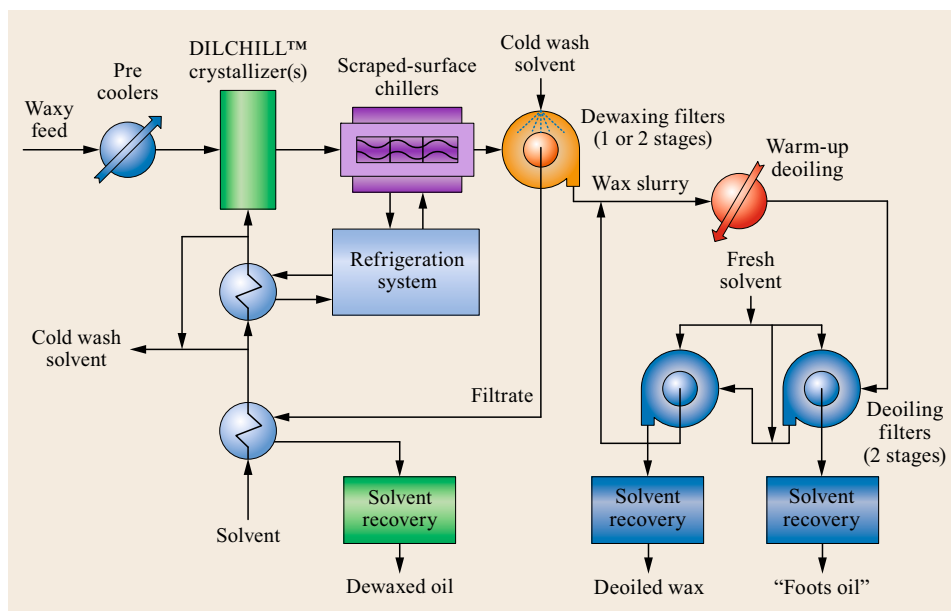 DILCHILL™
crystallizer(s)
Pre
coolers
Waxy
feed
Scraped-surface
chillers
Cold wash
solvent
Dewaxing filters
(1 or 2 stages)
Warm-up
deoiling
Wax slurry
Refrigeration
system
Fresh
solvent
Cold wash
solvent
Filtrate
Deoiling
filters
(2 stages)
Solvent
recovery
Solvent
recovery
Solvent
recovery
Solvent
Dewaxed oil
Deoiled wax
“Foots oil”